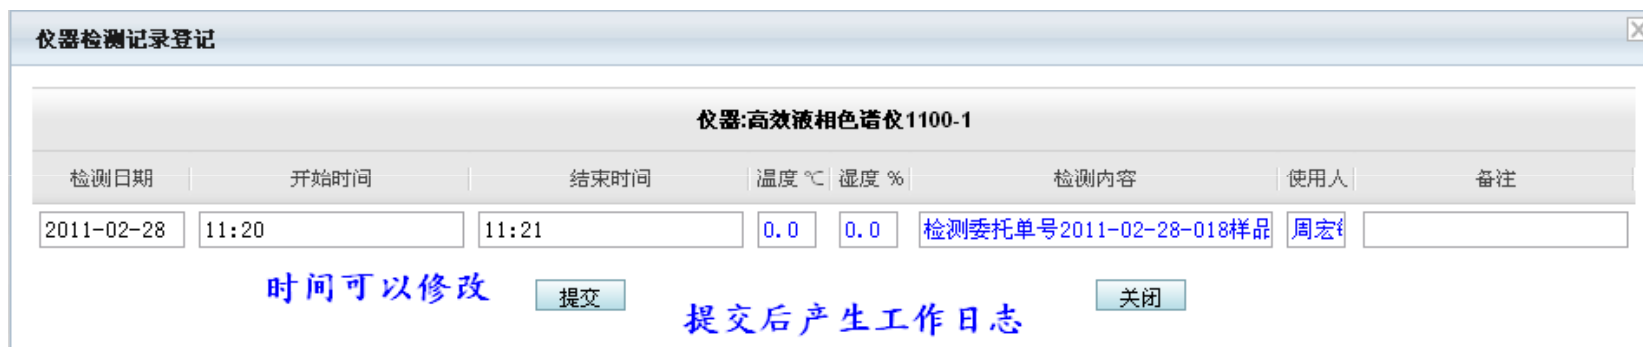 仪器检测记录登记
仪器:高效液相色谱仪1100-1
检测日期 开始时间 结束时间 温度 ℃ 湿度 % 检测内容 使用人 备注
2011-02-28 11:20 11:21 0.0 0.0 检测委托单号2011-02-28-018样品 周宏
时间可以修改 提交 关闭
提交后产生工作日志